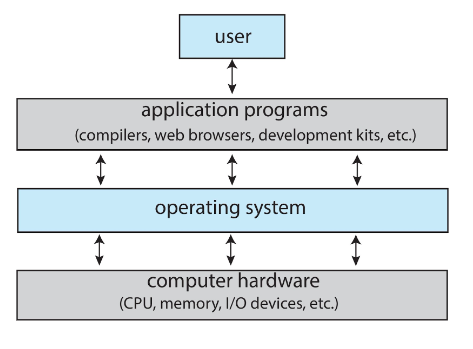 user
application programs
(compilers, web browsers, development kits, etc.)
operating system
computer hardware
(CPU, memory, I/O devices, etc.)